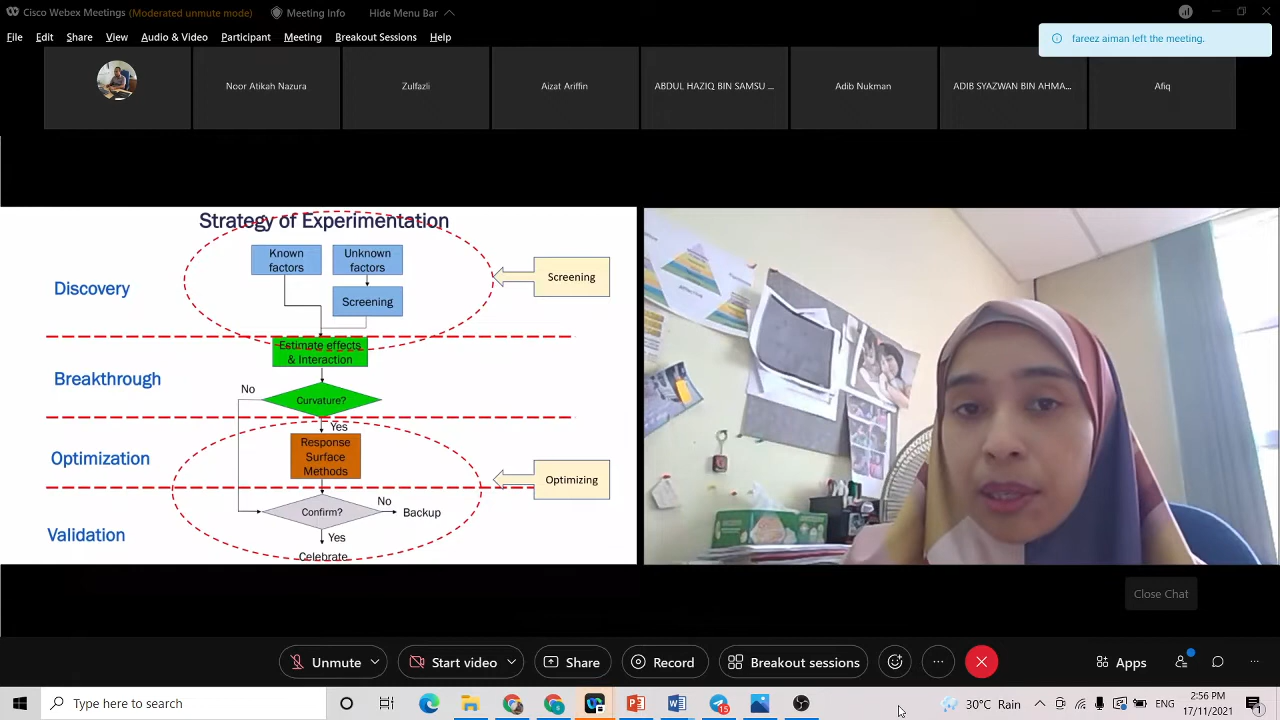 Cisco Webex Meetings (Moderated unmute mode) Meeting Info Hide Menu Bar
File Edit Share View Audio & Video Participant Meeting Breakout Sessions Help
fareez aiman left the meeting.
Noor Atikah Nazura Zulfazli Aizat Ariffin ABDUL HAZIQ BIN SAMSU ... Adib Nukman ADIB SYAZWAN BIN AHMA... Afiq
Strategy of Experimentation
Known
factors
Unknown
factors
Screening
Discovery
Screening
Estimate effects
& Interaction
Breakthrough
No
Curvature?
Yes
Optimization
Response
Surface
Methods
Optimizing
No
Confirm?
Backup
Validation
Yes
Celebrate
Close Chat
Unmute Start video Share Record Breakout sessions Apps
Type here to search
15
30°C Rain
ENG
2:56 PM
17/11/2021
1